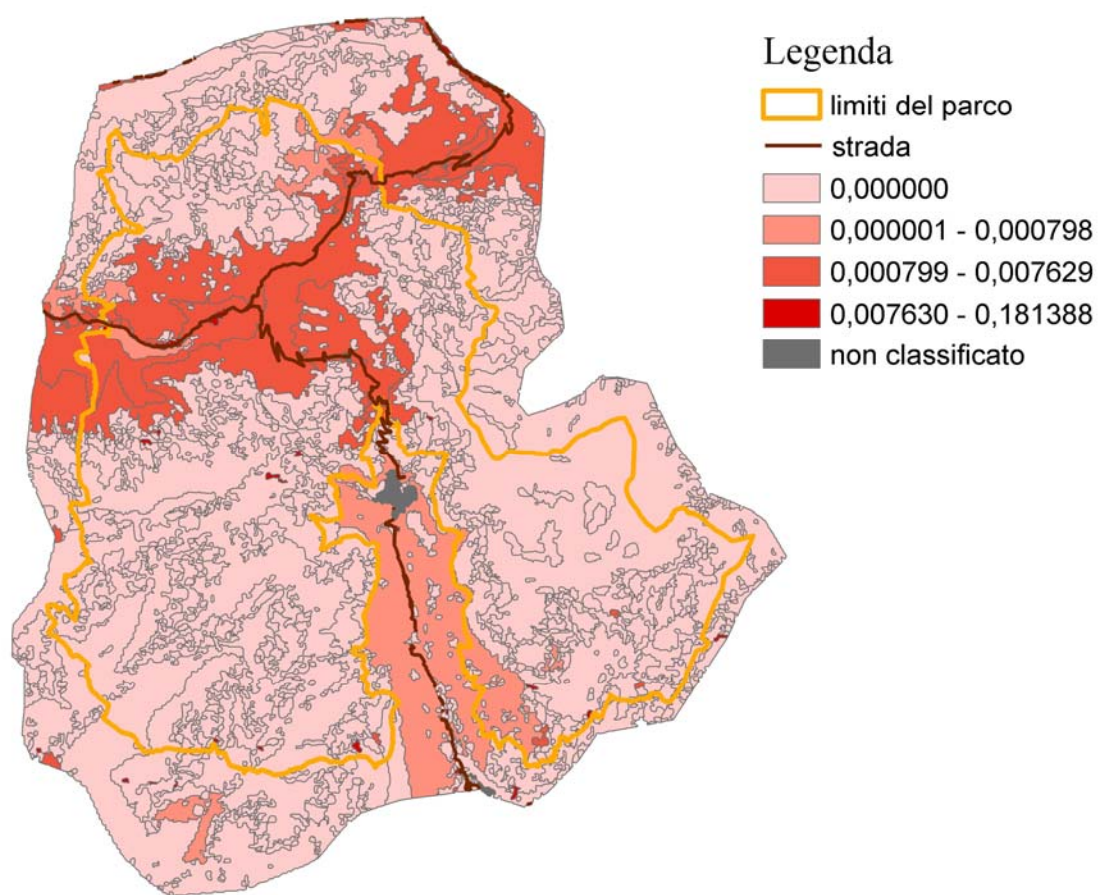 Legenda
limiti del parco
strada
0,000000
0,000001 - 0,000798
0,000799 - 0,007629
0,007630 - 0,181388
non classificato